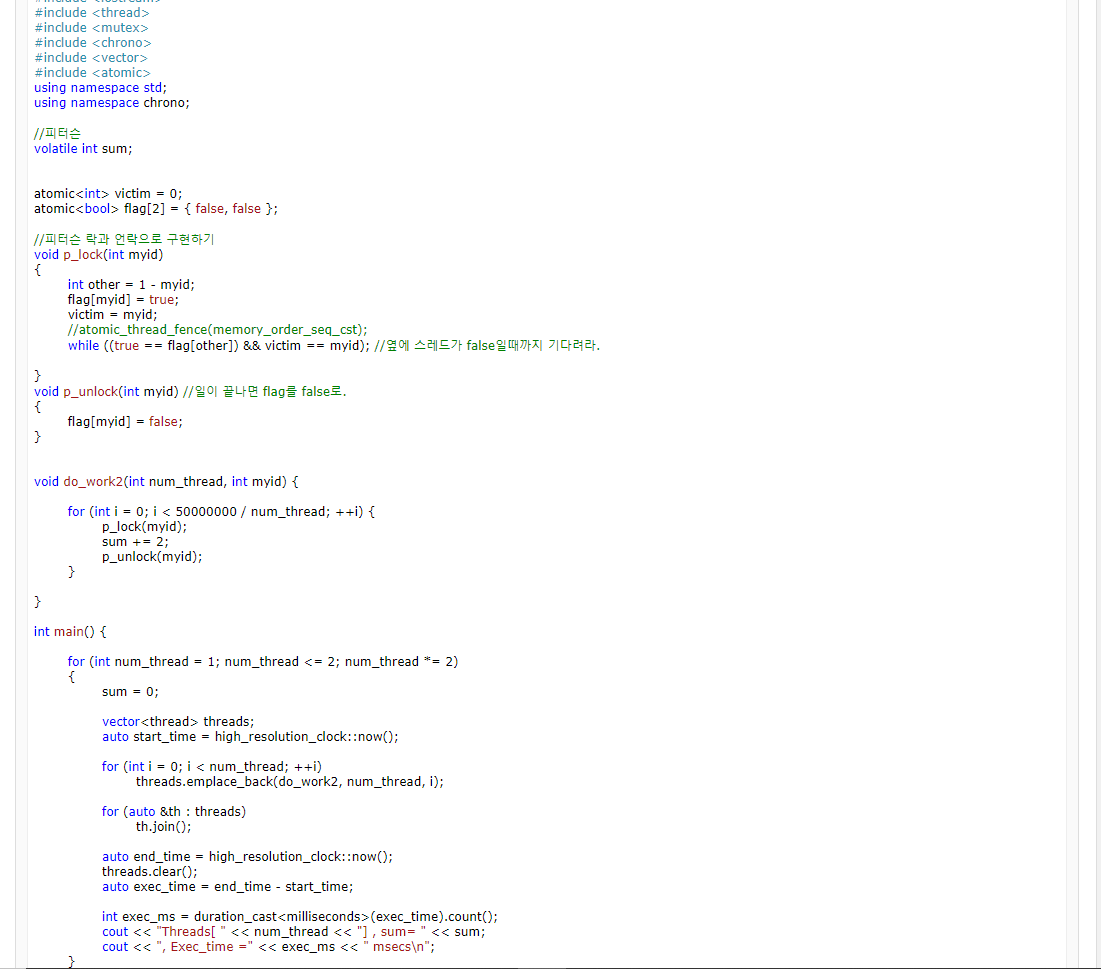 #include <iostream>
#include <thread>
#include <mutex>
#include <chrono>
#include <vector>
#include <atomic>
using namespace std;
using namespace chrono;
//피터슨
volatile int sum;
atomic<int> victim = 0;
atomic<bool> flag[2] = { false, false };
//피터슨 락과 언락으로 구현하기
void p_lock(int myid)
{
int other = 1 - myid;
flag[myid] = true;
victim = myid;
//atomic_thread_fence(memory_order_seq_cst);
while ((true == flag[other]) && victim == myid); //옆에 스레드가 false일때까지 기다려라.
}
void p_unlock(int myid) //일이 끝나면 flag를 false로.
{
flag[myid] = false;
}
void do_work2(int num_thread, int myid) {
for (int i = 0; i < 50000000 / num_thread; ++i) {
p_lock(myid);
sum += 2;
p_unlock(myid);
}
}
int main() {
for (int num_thread = 1; num_thread <= 2; num_thread *= 2)
{
sum = 0;
vector<thread> threads;
auto start_time = high_resolution_clock::now();
for (int i = 0; i < num_thread; ++i)
threads.emplace_back(do_work2, num_thread, i);
for (auto &th : threads)
th.join();
auto end_time = high_resolution_clock::now();
threads.clear();
auto exec_time = end_time - start_time;
int exec_ms = duration_cast<milliseconds>(exec_time).count();
cout << "Threads[ " << num_thread << "] , sum= " << sum;
cout << ", Exec_time =" << exec_ms << " msecs\n";
}